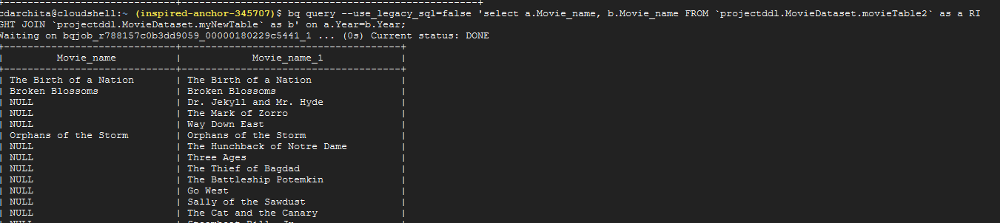 cdarchita@cloudshell:~ (inspired-anchor-345707)$ bq query --use_legacy_sql=false 'select a.Movie_name, b.Movie_name FROM `projectddl.MovieDataset.movieTable2` as a RI
GHT JOIN `projectddl.MovieDataset.myNewTable` as b' on a.Year=b.Year;
Waiting on bqjob_r788157c0b3dd9059_00000180229c5441_1 ... (0s) Current status: DONE
+-----------------------------+-------------------------------------+
| Movie_name | Movie_name_1 |
+-----------------------------+-------------------------------------+
| The Birth of a Nation | The Birth of a Nation |
| Broken Blossoms | Broken Blossoms |
| NULL | Dr. Jekyll and Mr. Hyde |
| NULL | The Mark of Zorro |
| NULL | Way Down East |
| Orphans of the Storm | Orphans of the Storm |
| NULL | The Hunchback of Notre Dame |
| NULL | Three Ages |
| NULL | The Thief of Bagdad |
| NULL | The Battleship Potemkin |
| NULL | Go West |
| NULL | Sally of the Sawdust |
| NULL | The Cat and the Canary |